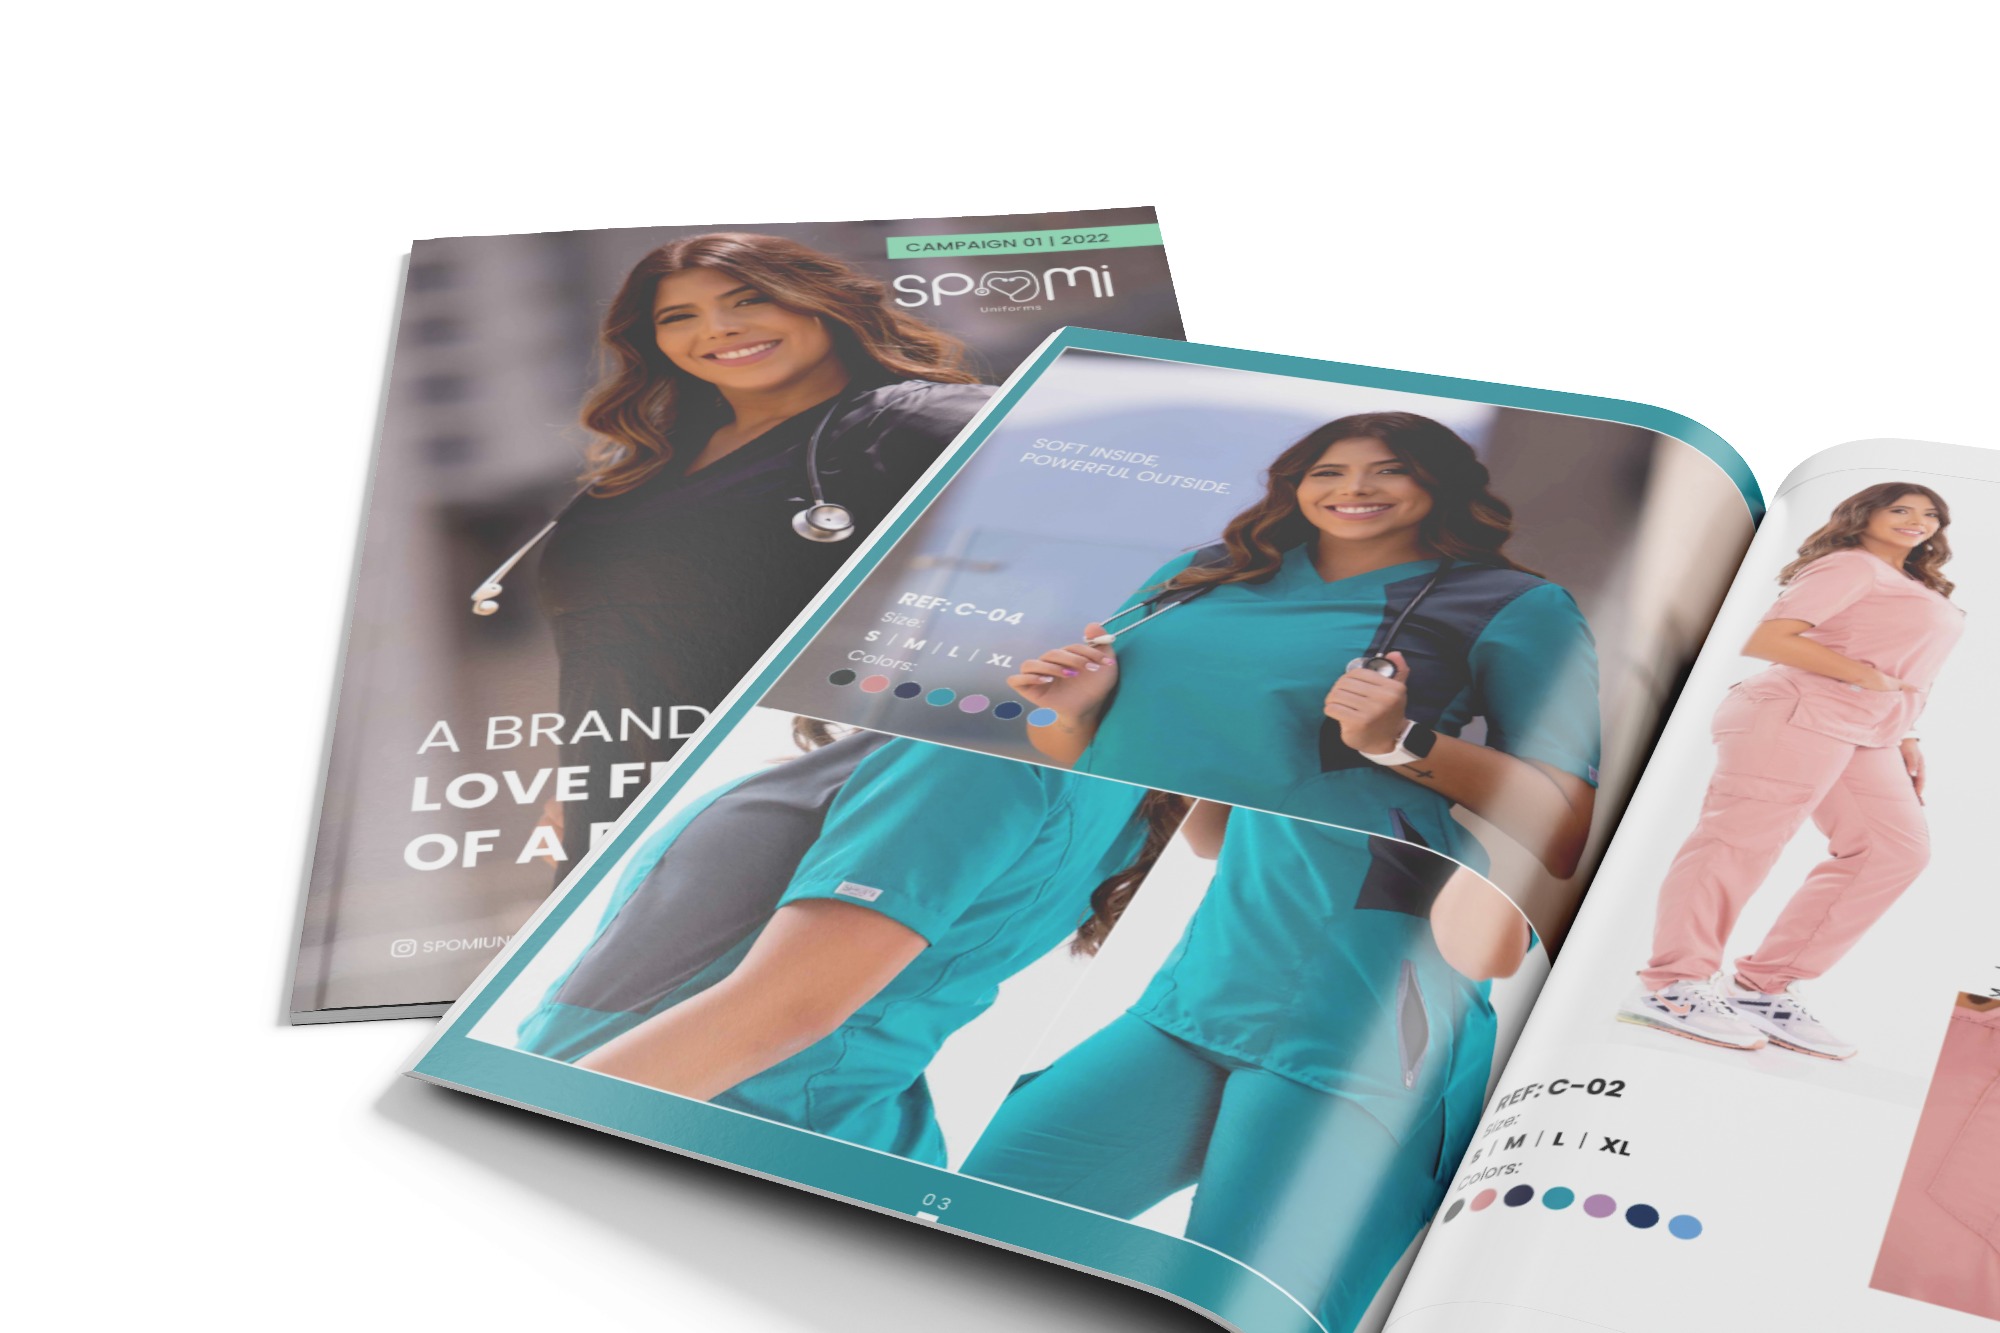 CAMPAIGN 01 | 2022
SPOMi
Uniforms
A BRAND
LOVE
OF A
SOFT INSIDE,
POWERFUL OUTSIDE.
REF: C-04
Size:
S | M | L | XL
Colors:
03
REF: C-02
Size:
S | M | L | XL
Colors: